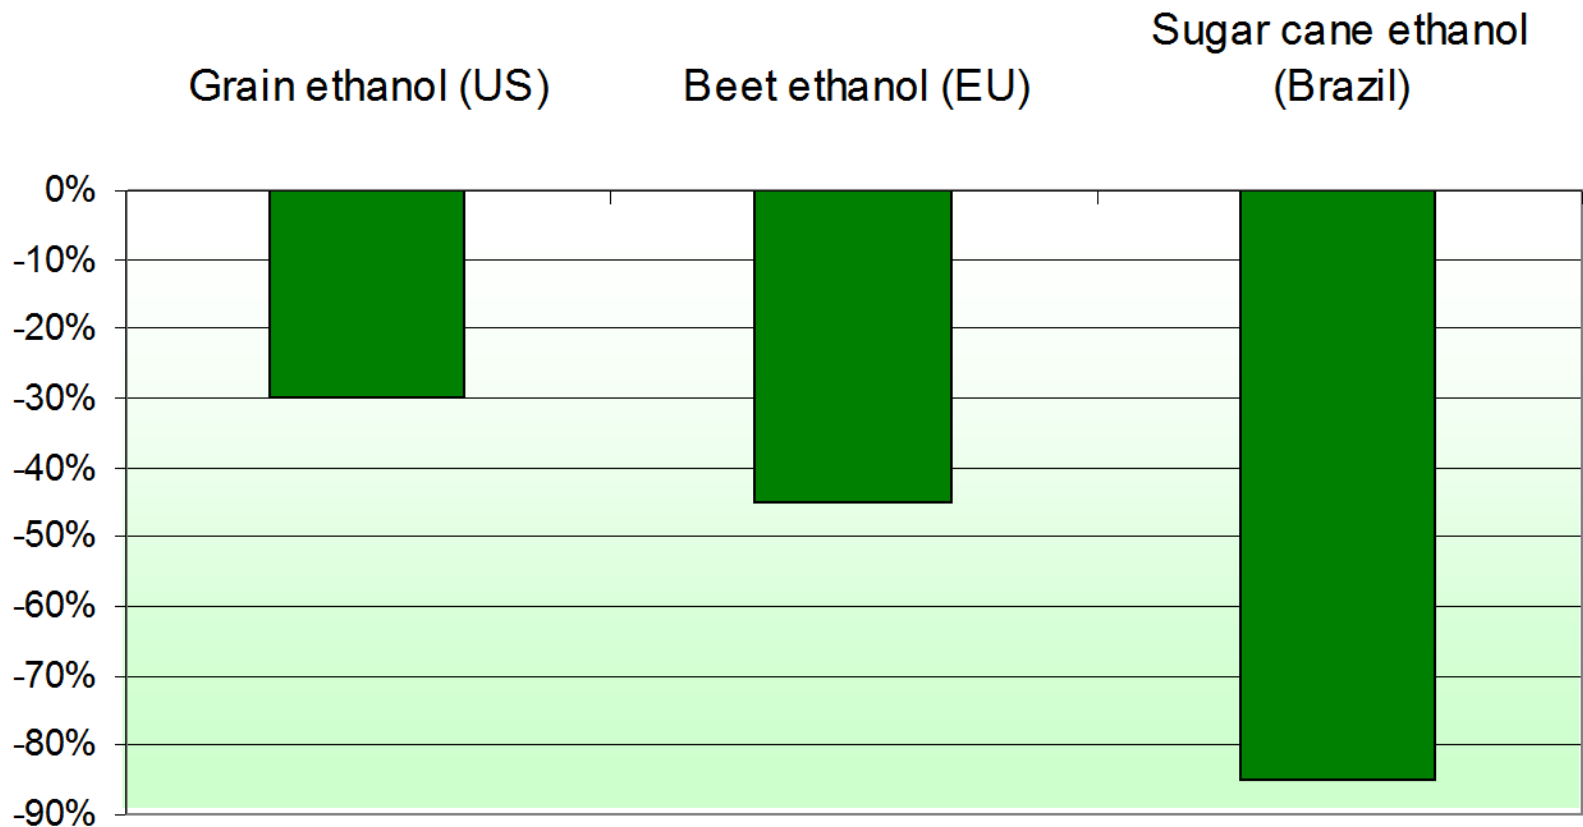 Grain ethanol (US)
Beet ethanol (EU)
Sugar cane ethanol
(Brazil)
0%
-10%
-20%
-30%
-40%
-50%
-60%
-70%
-80%
-90%